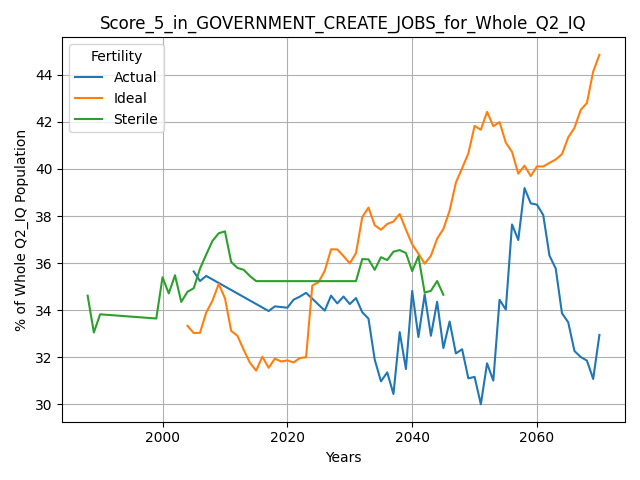 Score_5_in_GOVERNMENT_CREATE_JOBS_for_Whole_Q2_IQ
Fertility
Actual
Ideal
Sterile
% of Whole Q2_IQ Population
44
42
40
38
36
34
32
30
2000
2020
2040
2060
Years